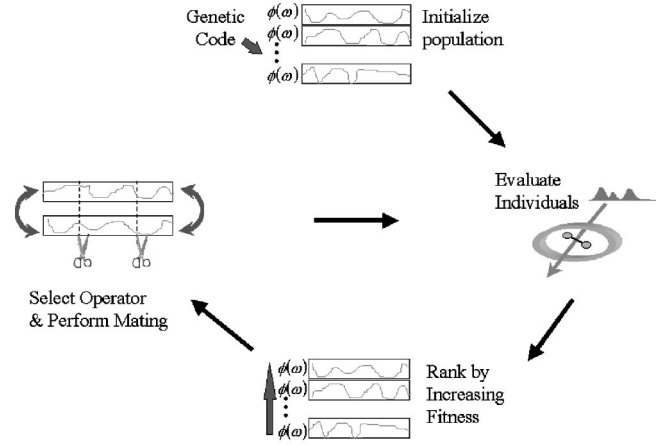 Genetic
Code
ϕ(ω)
ϕ(ω)
ϕ(ω)
Initialize
population
Evaluate
Individuals
Select Operator
& Perform Mating
ϕ(ω)
ϕ(ω)
ϕ(ω)
Rank by
Increasing
Fitness